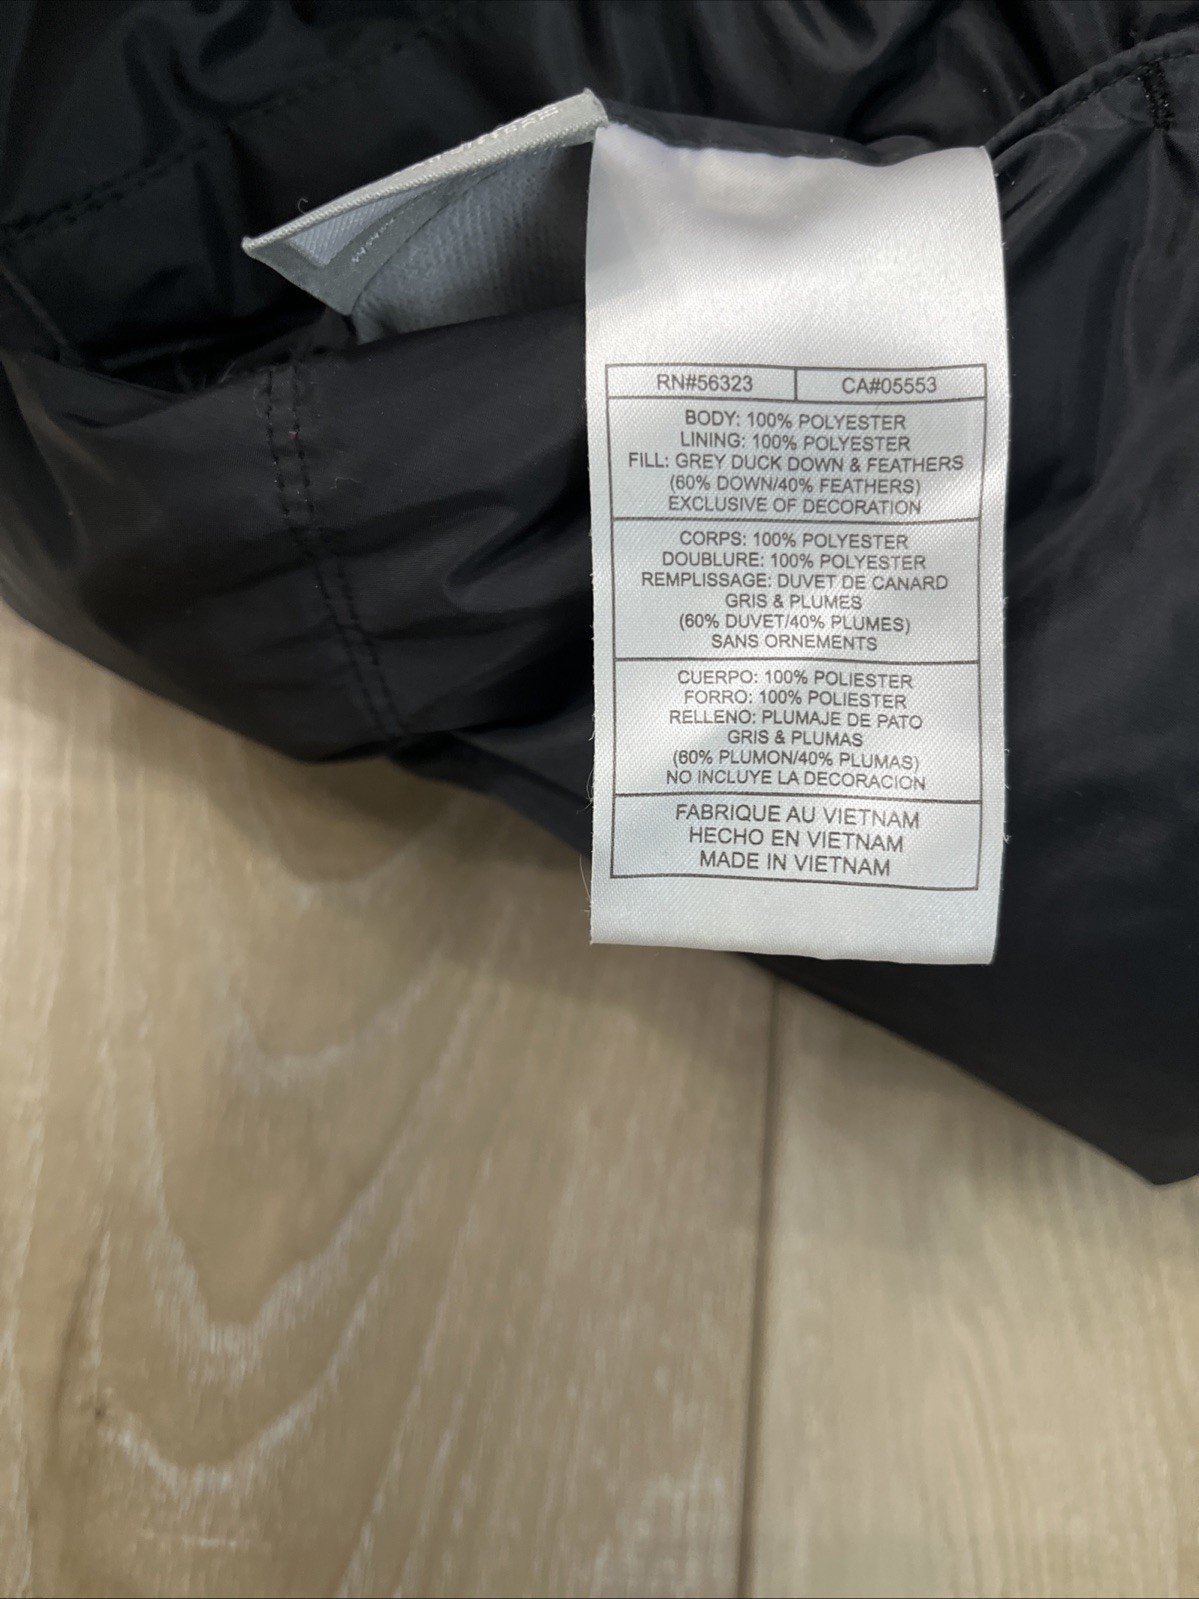 RN#56323 CA#05553
BODY: 100% POLYESTER
LINING: 100% POLYESTER
FILL: GREY DUCK DOWN & FEATHERS
(60% DOWN/40% FEATHERS)
EXCLUSIVE OF DECORATION
CORPS: 100% POLYESTER
DOUBLURE: 100% POLYESTER
REMPLISSAGE: DUVET DE CANARD
GRIS & PLUMES
(60% DUVET/40% PLUMES)
SANS ORNEMENTS
CUERPO: 100% POLIESTER
FORRO: 100% POLIESTER
RELLENO: PLUMAJE DE PATO
GRIS & PLUMAS
(60% PLUMON/40% PLUMAS)
NO INCLUYE LA DECORACION
FABRIQUE AU VIETNAM
HECHO EN VIETNAM
MADE IN VIETNAM